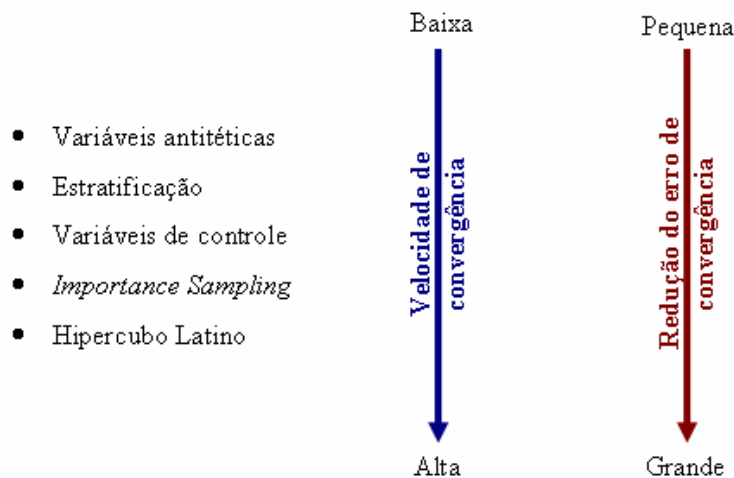 Baixa
Pequena
• Variáveis antitéticas
• Estratificação
• Variáveis de controle
• Importance Sampling
• Hipercubo Latino
Velocidade de
convergência
Redução do erro de
convergência
Alta
Grande